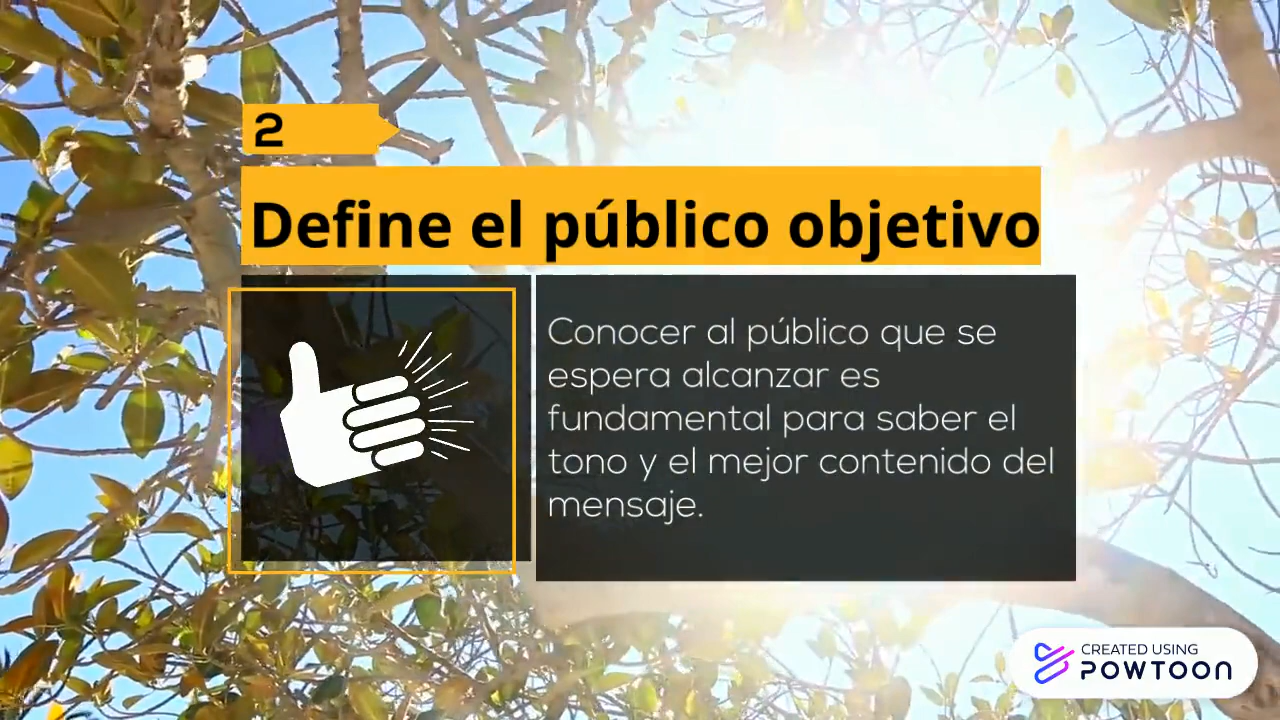 2
Define el público objetivo
Conocer al público que se
espera alcanzar es
fundamental para saber el
tono y el mejor contenido del
mensaje.
CREATED USING
POWTOON